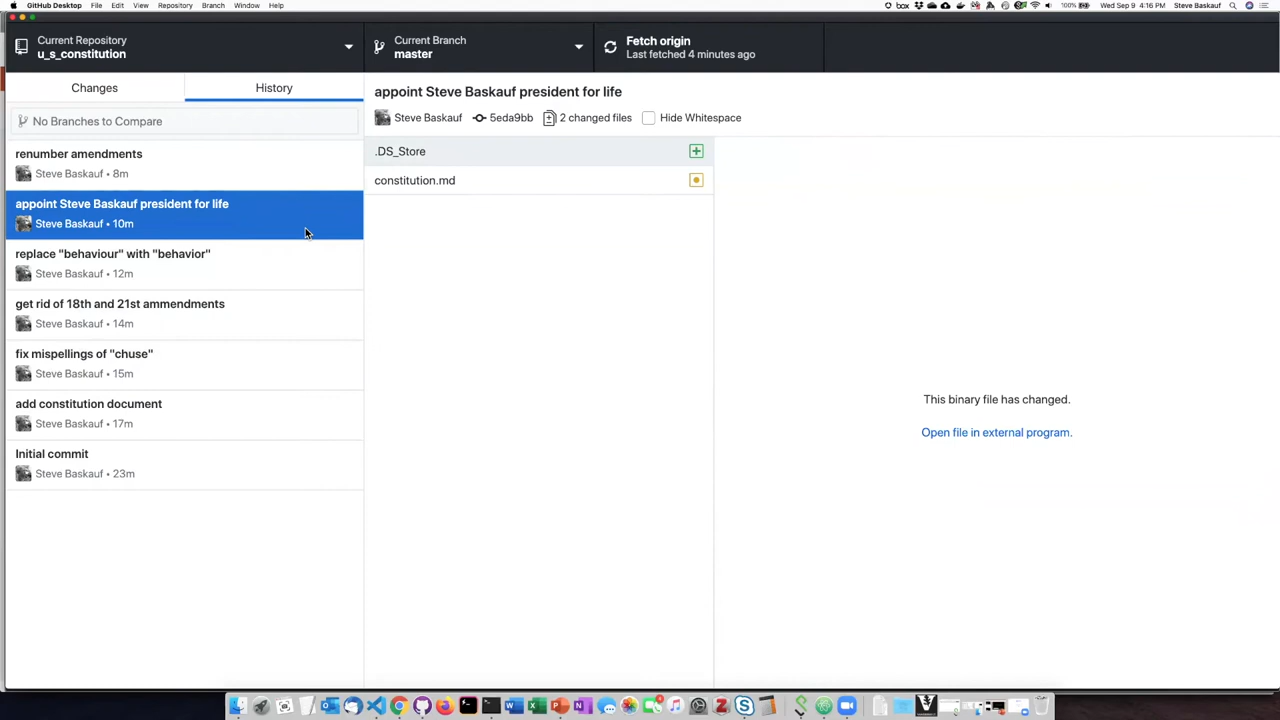 GitHub Desktop File Edit View Repository Branch Window Help
box 100% Wed Sep 9 4:16 PM Steve Baskauf
Current Repository
u_s_constitution
Current Branch
master
Fetch origin
Last fetched 4 minutes ago
Changes
History
No Branches to Compare
renumber amendments
Steve Baskauf • 8m
appoint Steve Baskauf president for life
Steve Baskauf • 10m
replace "behaviour" with "behavior"
Steve Baskauf • 12m
get rid of 18th and 21st ammendments
Steve Baskauf • 14m
fix mispellings of "chuse"
Steve Baskauf • 15m
add constitution document
Steve Baskauf • 17m
Initial commit
Steve Baskauf • 23m
appoint Steve Baskauf president for life
Steve Baskauf 5eda9bb 2 changed files Hide Whitespace
.DS_Store
constitution.md
This binary file has changed.
Open file in external program.